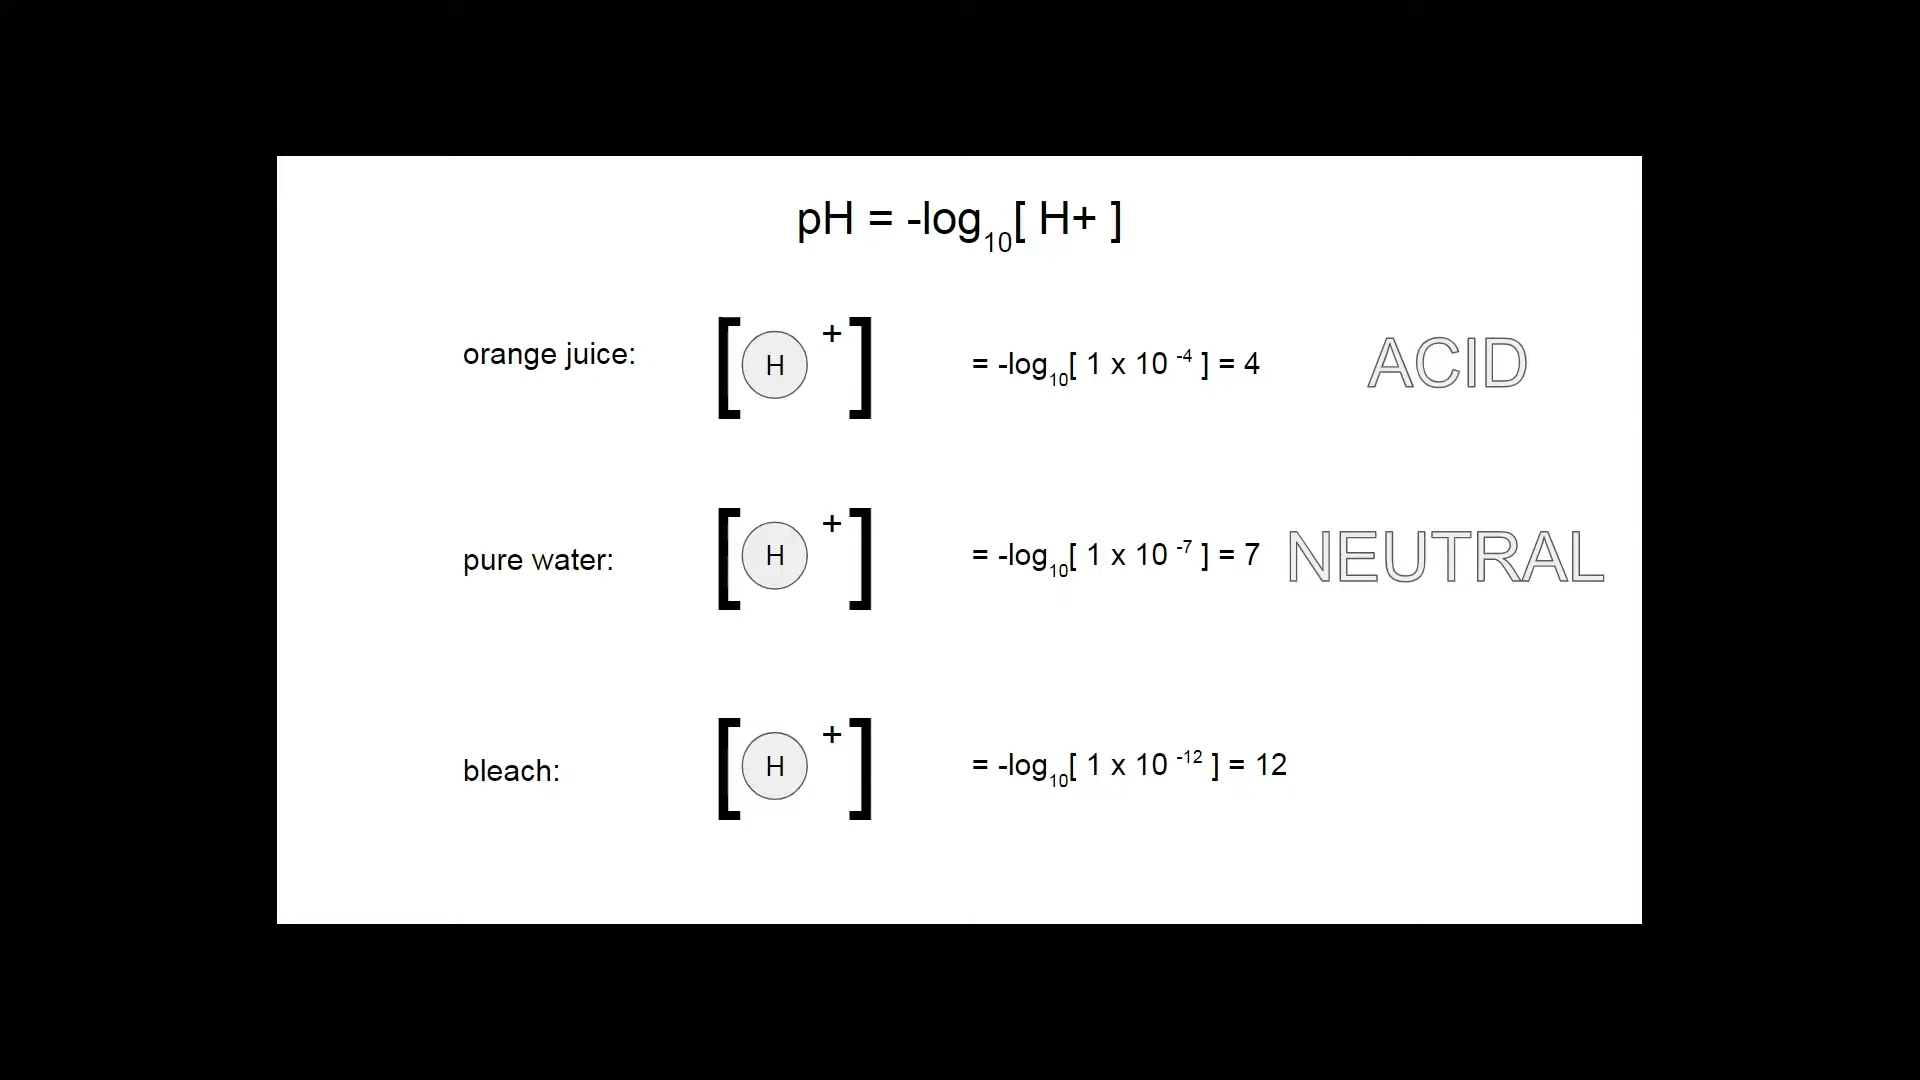 pH = -log₁₀[ H+ ]
orange juice: [ H ⁺ ] = -log₁₀[ 1 x 10 ⁻⁴ ] = 4 ACID
pure water: [ H ⁺ ] = -log₁₀[ 1 x 10 ⁻⁷ ] = 7 NEUTRAL
bleach: [ H ⁺ ] = -log₁₀[ 1 x 10 ⁻¹² ] = 12